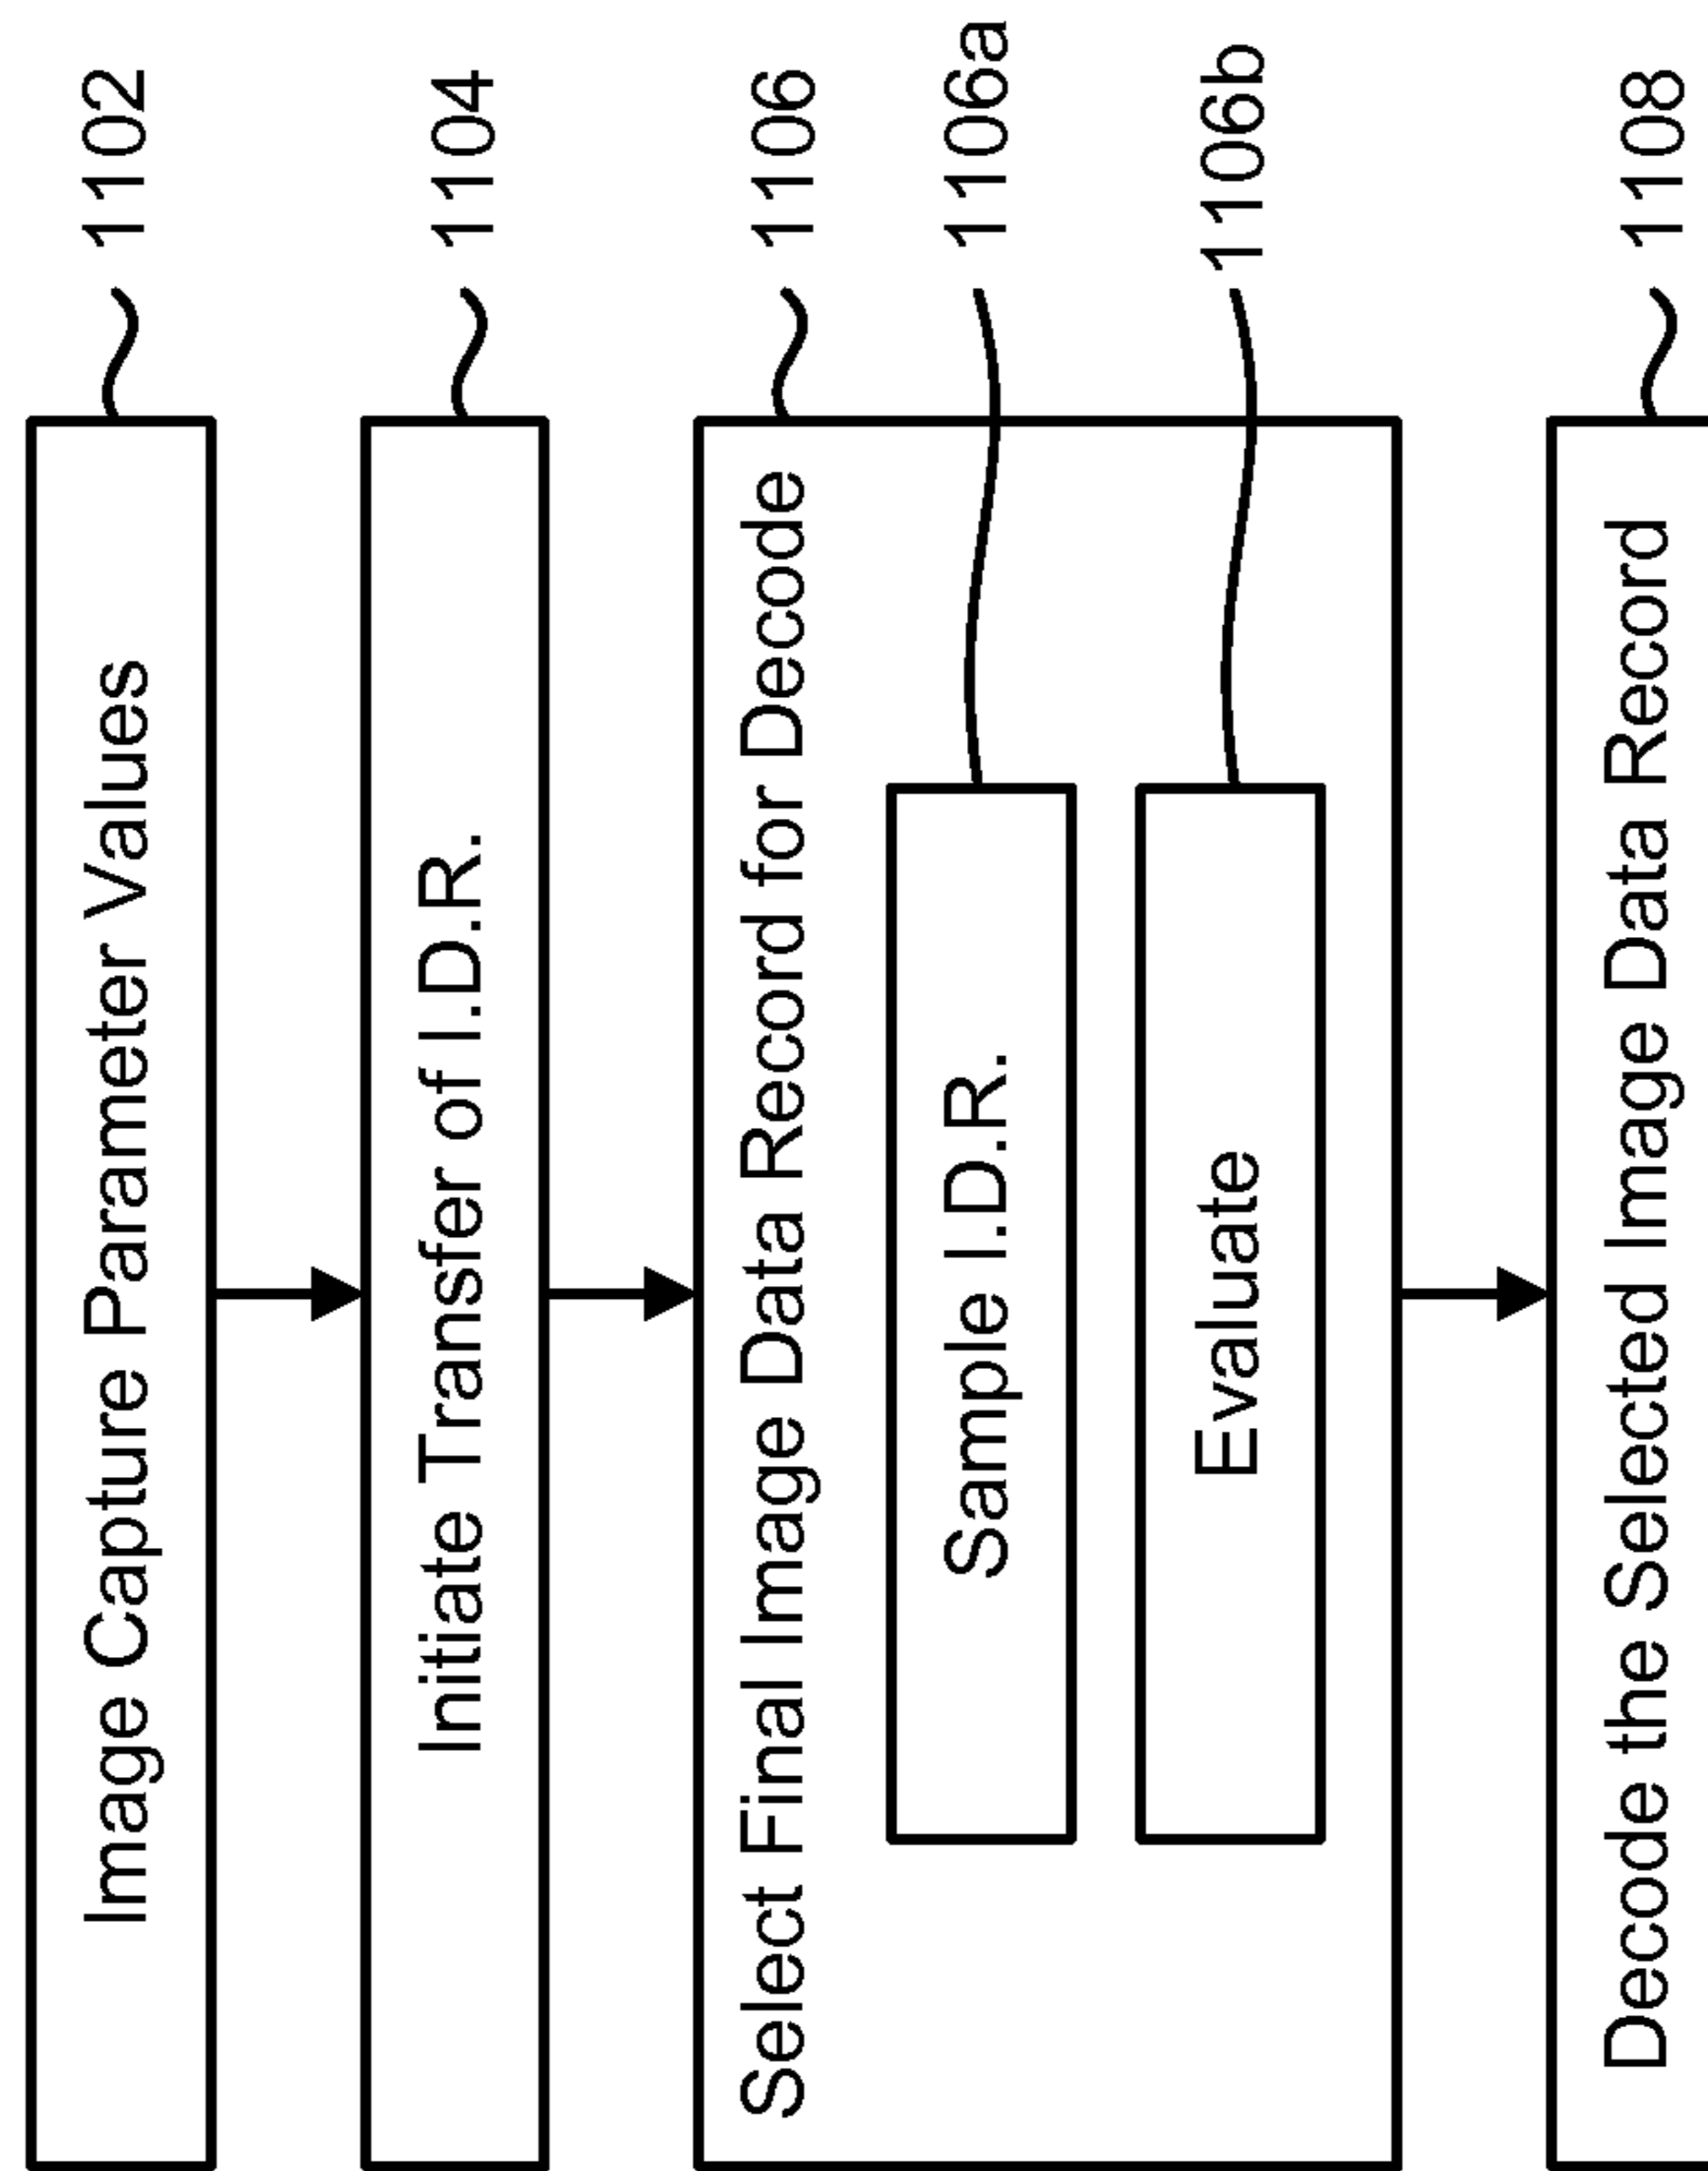 Image Capture Parameter Values
1102
Initiate Transfer of I.D.R.
1104
Select Final Image Data Record for Decode
1106
Sample I.D.R.
1106a
Evaluate
1106b
Decode the Selected Image Data Record
1108